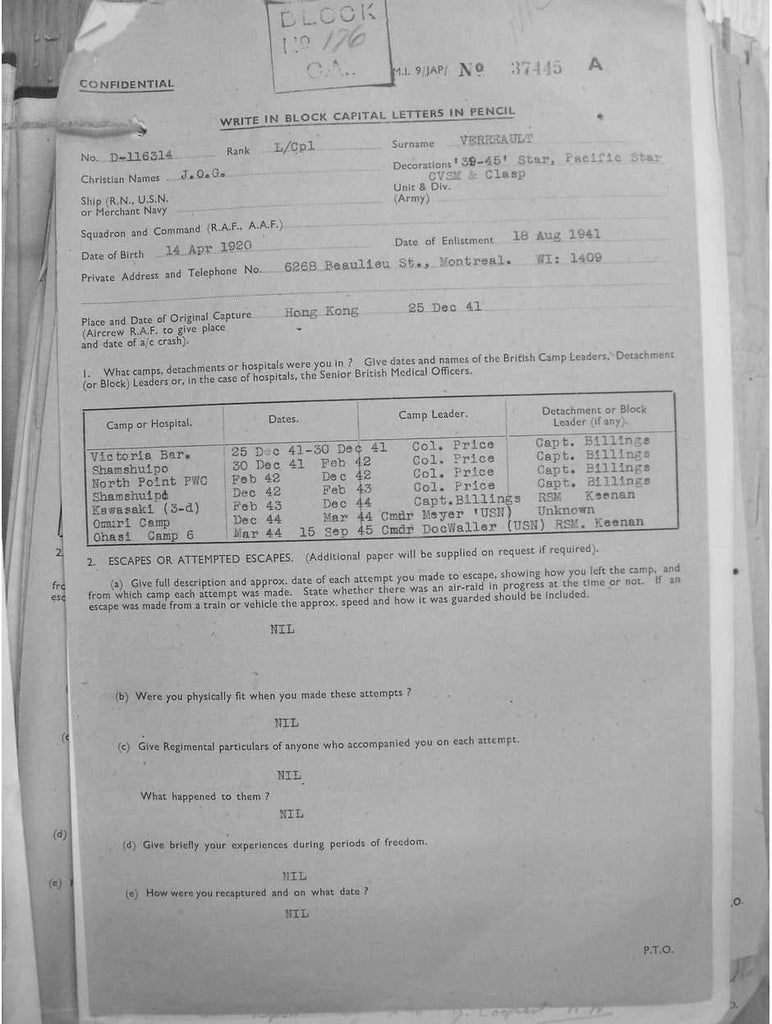 BLOCK
No 176
M.I. 9/JAP/ No 37445 A
CONFIDENTIAL
WRITE IN BLOCK CAPITAL LETTERS IN PENCIL
No. D-116314 Rank L/Cpl Surname VERREAULT
Christian Names J.O.G. Decorations '39-45' Star, Pacific Star
CVSM & Clasp
Ship (R.N., U.S.N. Unit & Div.
or Merchant Navy (Army)
Squadron and Command (R.A.F., A.A.F.)
Date of Birth 14 Apr 1920 Date of Enlistment 18 Aug 1941
Private Address and Telephone No. 6268 Beaulieu St., Montreal. WI: 1409
Place and Date of Original Capture Hong Kong 25 Dec 41
(Aircrew R.A.F. to give place
and date of a/c crash).
1. What camps, detachments or hospitals were you in ? Give dates and names of the British Camp Leaders, Detachment
(or Block) Leaders or, in the case of hospitals, the Senior British Medical Officers.
Camp or Hospital. Dates. Camp Leader. Detachment or Block
Leader (if any).
Victoria Bar. 25 Dec 41-30 Dec 41 Col. Price Capt. Billings
Shamshuipo 30 Dec 41 Feb 42 Col. Price Capt. Billings
North Point PWC Feb 42 Dec 42 Col. Price Capt. Billings
Shamshuipo Dec 42 Feb 43 Col. Price Capt. Billings
Kawasaki (3-d) Feb 43 Dec 44 Capt.Billings RSM Keenan
Omuri Camp Dec 44 Mar 44 Cmdr Meyer 'USN) Unknown
Ohasi Camp 6 Mar 44 15 Sep 45 Cmdr DocWaller (USN) RSM. Keenan
2. ESCAPES OR ATTEMPTED ESCAPES. (Additional paper will be supplied on request if required).
(a) Give full description and approx. date of each attempt you made to escape, showing how you left the camp, and
from which camp each attempt was made. State whether there was an air-raid in progress at the time or not. If an
escape was made from a train or vehicle the approx. speed and how it was guarded should be included.
NIL
(b) Were you physically fit when you made these attempts ?
NIL
(c) Give Regimental particulars of anyone who accompanied you on each attempt.
NIL
What happened to them ?
NIL
(d) Give briefly your experiences during periods of freedom.
NIL
(e) How were you recaptured and on what date ?
NIL
P.T.O.
2.
(d)
(e)